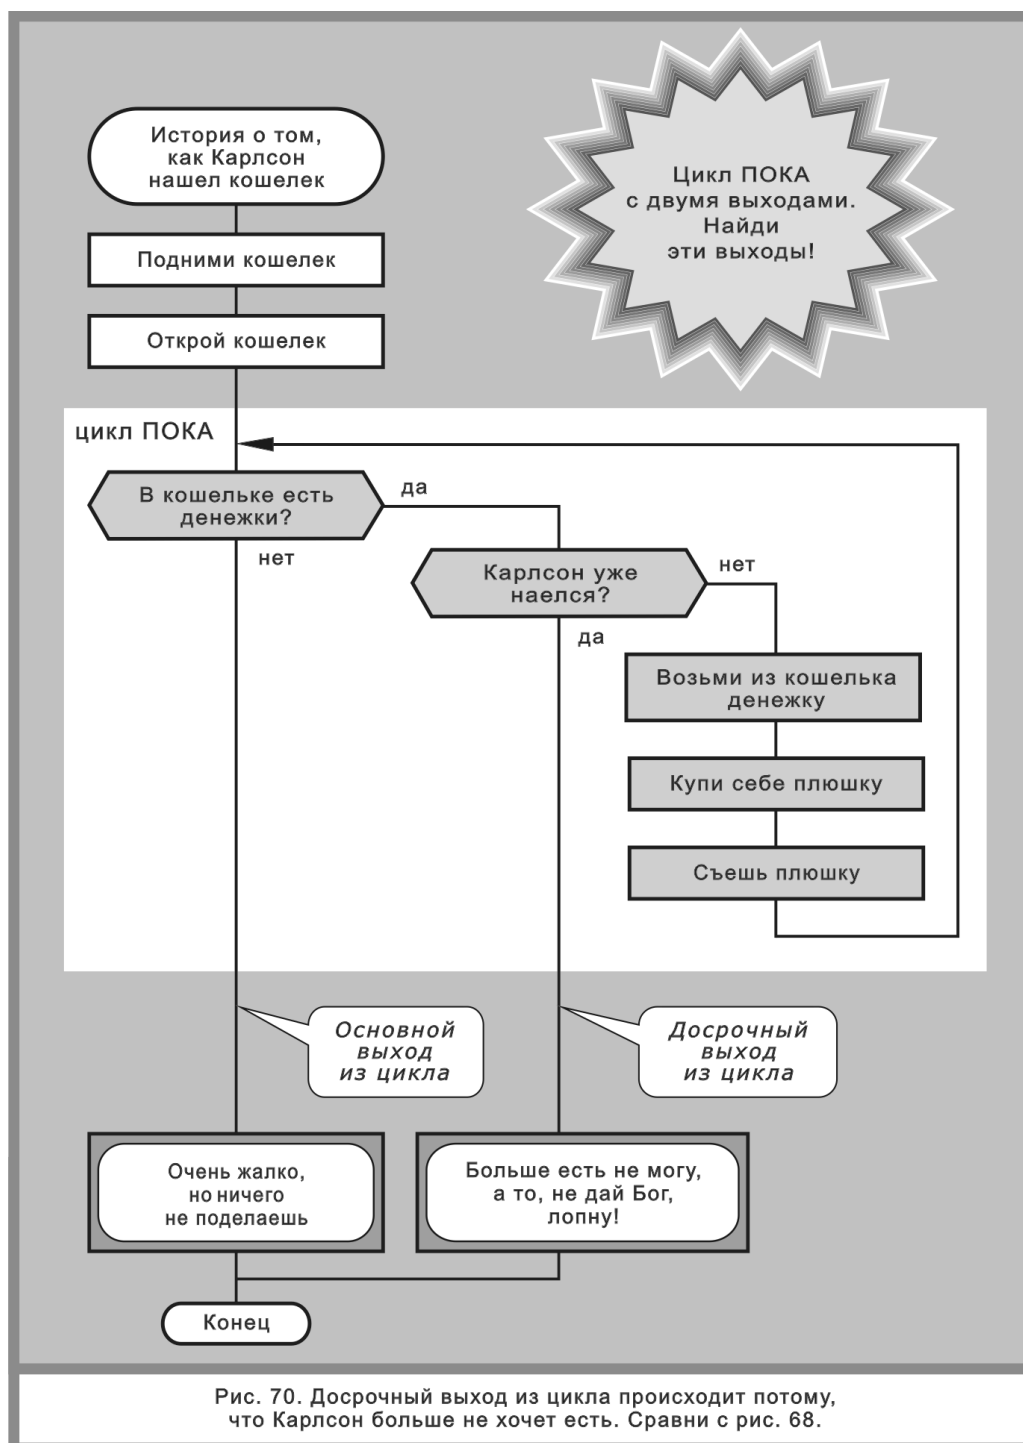 История о том,
как Карлсон
нашел кошелек
Цикл ПОКА
с двумя выходами.
Найди
эти выходы!
Подними кошелек
Открой кошелек
цикл ПОКА
В кошельке есть
денежки?
да
нет
Карлсон уже
наелся?
нет
да
Возьми из кошелька
денежку
Купи себе плюшку
Съешь плюшку
Основной
выход
из цикла
Досрочный
выход
из цикла
Очень жалко,
но ничего
не поделаешь
Больше есть не могу,
а то, не дай Бог,
лопну!
Конец
Рис. 70. Досрочный выход из цикла происходит потому,
что Карлсон больше не хочет есть. Сравни с рис. 68.